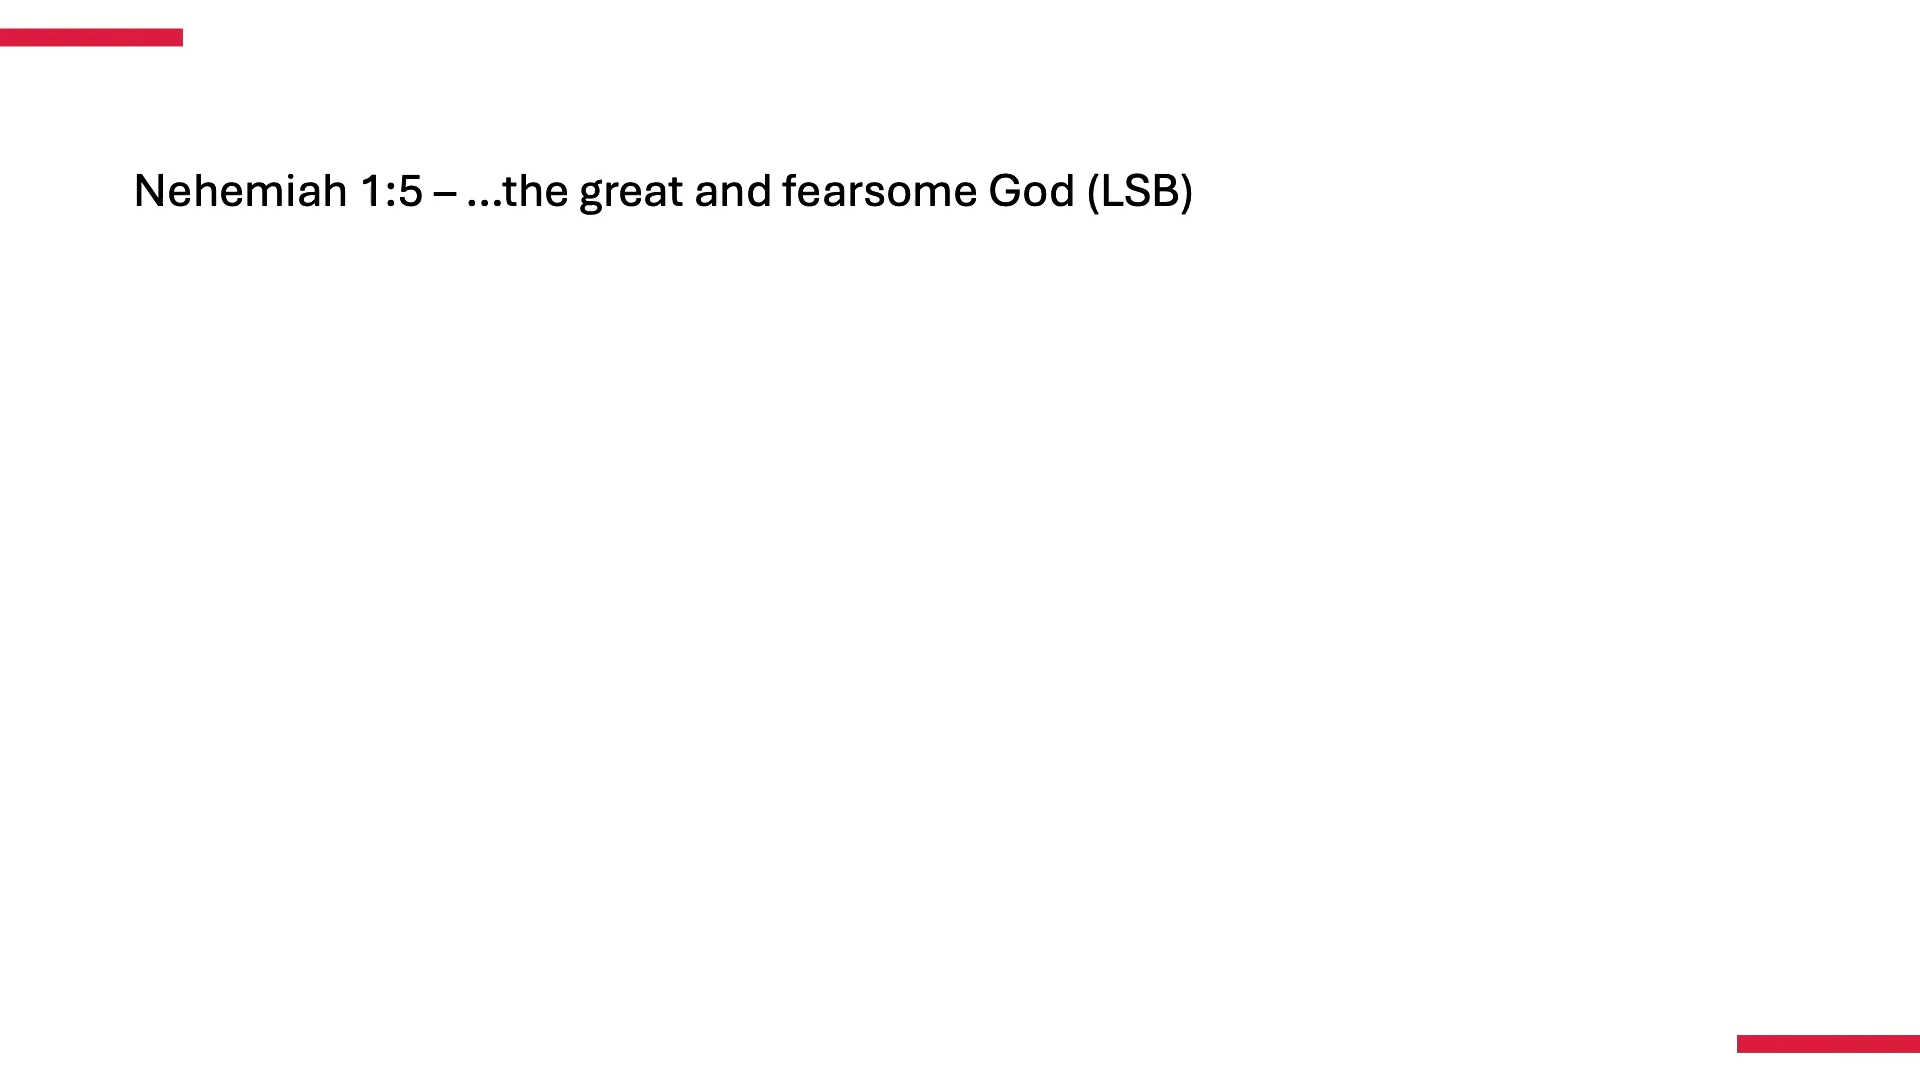 Nehemiah 1:5 – …the great and fearsome God (LSB)